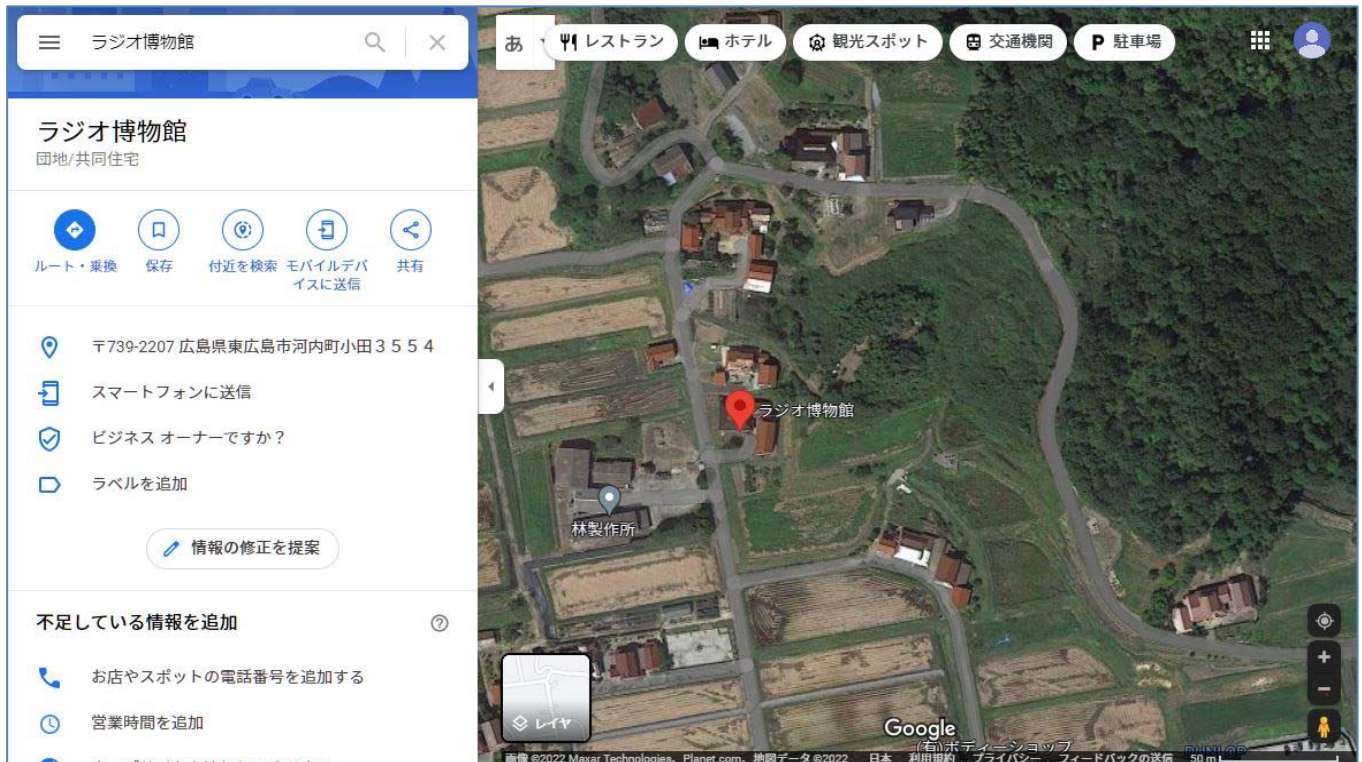 ラジオ博物館
あ
レストラン
ホテル
観光スポット
交通機関
P 駐車場
ラジオ博物館
団地/共同住宅
ルート・乗換
保存
付近を検索
モバイルデバ
イスに送信
共有
〒739-2207 広島県東広島市河内町小田３５５４
スマートフォンに送信
ビジネス オーナーですか？
ラベルを追加
情報の修正を提案
不足している情報を追加
お店やスポットの電話番号を追加する
営業時間を追加
ラジオ博物館
林製作所
レイヤ
Google
(有)ボディーショップ
DUNLOP
画像 ©2022 Maxar Technologies、Planet.com、地図データ ©2022 日本 利用規約 プライバシー フィードバックの送信 50 m